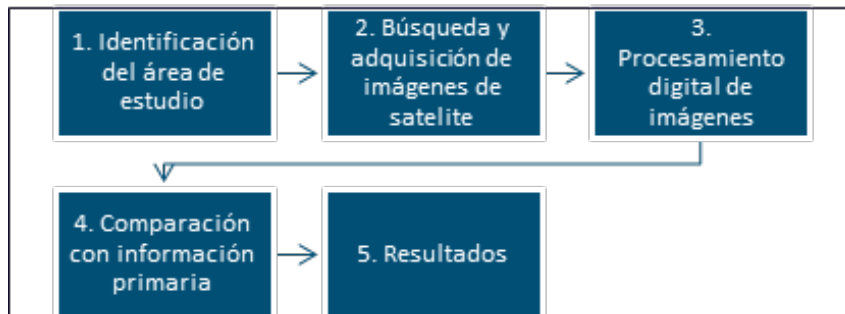 1. Identificación
del área de
estudio
2. Búsqueda y
adquisición de
imágenes de
satelite
3.
Procesamiento
digital de
imágenes
4. Comparación
con información
primaria
5. Resultados